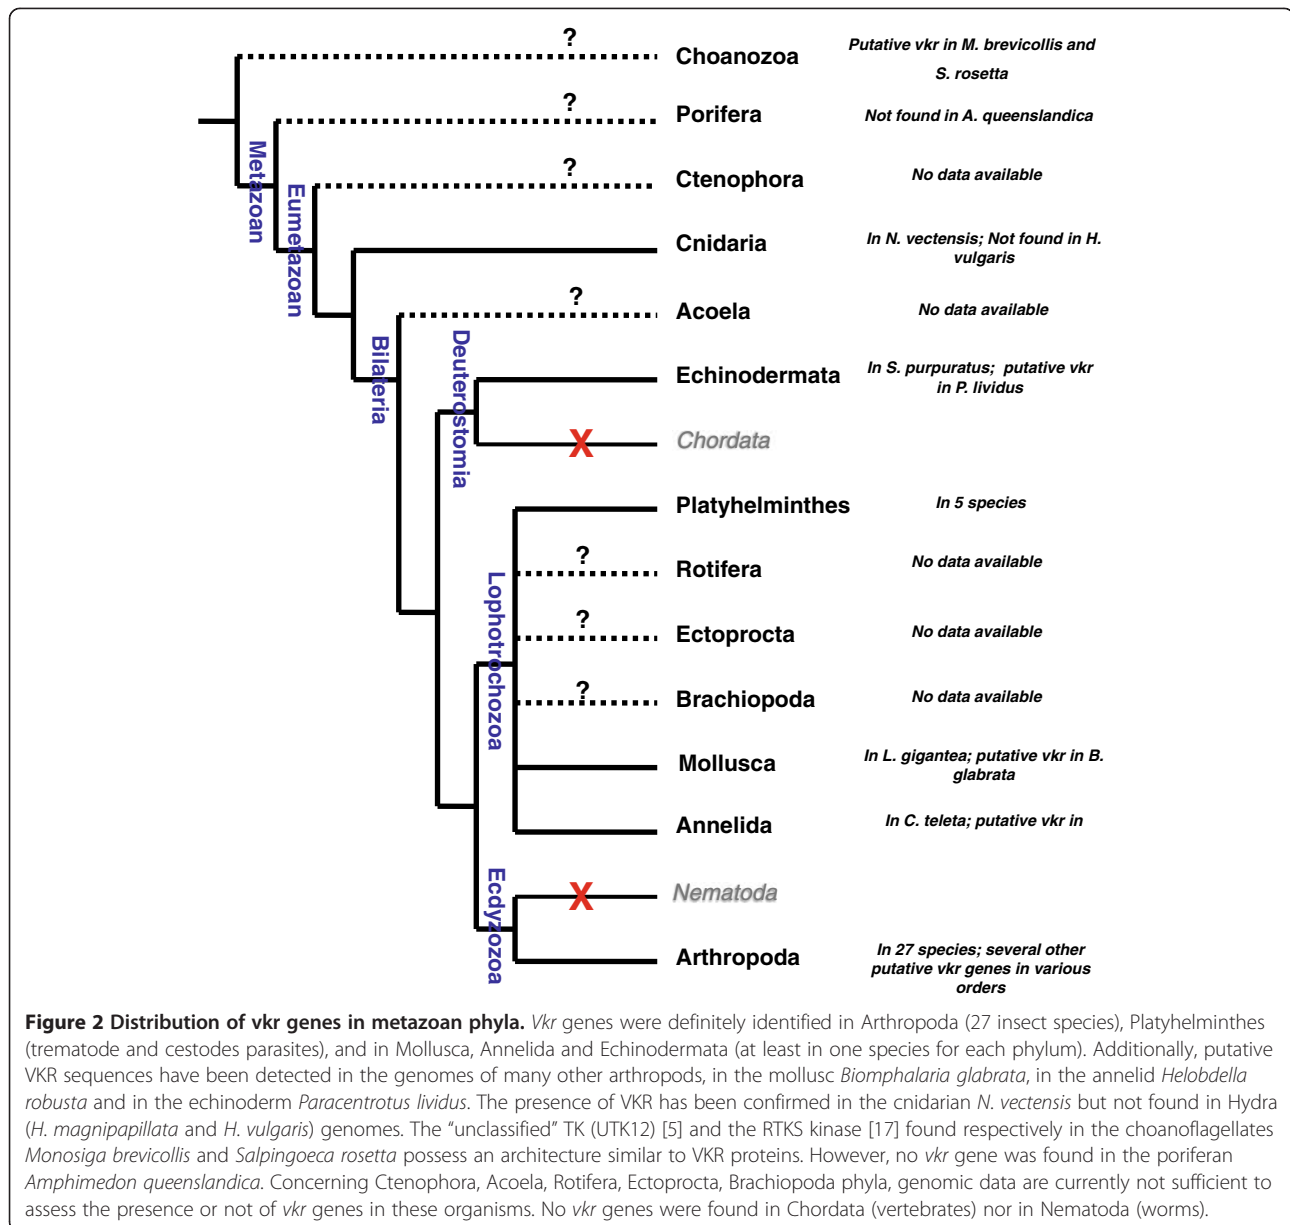 ?
Choanozoa
Putative vkr in M. brevicollis and
S. rosetta
?
Porifera
Not found in A. queenslandica
Metazoan
?
Ctenophora
No data available
Eumetazoan
Cnidaria
In N. vectensis; Not found in H.
vulgaris
?
Acoela
No data available
Bilateria
Deuterostomia
Echinodermata
In S. purpuratus; putative vkr
in P. lividus
X
Chordata
Platyhelminthes
In 5 species
?
Rotifera
No data available
Lophotrochozoa
?
Ectoprocta
No data available
?
Brachiopoda
No data available
Mollusca
In L. gigantea; putative vkr in B.
glabrata
Annelida
In C. teleta; putative vkr in
Ecdyzozoa
X
Nematoda
Arthropoda
In 27 species; several other
putative vkr genes in various
orders
Figure 2 Distribution of vkr genes in metazoan phyla. Vkr genes were definitely identified in Arthropoda (27 insect species), Platyhelminthes
(trematode and cestodes parasites), and in Mollusca, Annelida and Echinodermata (at least in one species for each phylum). Additionally, putative
VKR sequences have been detected in the genomes of many other arthropods, in the mollusc Biomphalaria glabrata, in the annelid Helobdella
robusta and in the echinoderm Paracentrotus lividus. The presence of VKR has been confirmed in the cnidarian N. vectensis but not found in Hydra
(H. magnipapillata and H. vulgaris) genomes. The “unclassified” TK (UTK12) [5] and the RTKS kinase [17] found respectively in the choanoflagellates
Monosiga brevicollis and Salpingoeca rosetta possess an architecture similar to VKR proteins. However, no vkr gene was found in the poriferan
Amphimedon queenslandica. Concerning Ctenophora, Acoela, Rotifera, Ectoprocta, Brachiopoda phyla, genomic data are currently not sufficient to
assess the presence or not of vkr genes in these organisms. No vkr genes were found in Chordata (vertebrates) nor in Nematoda (worms).